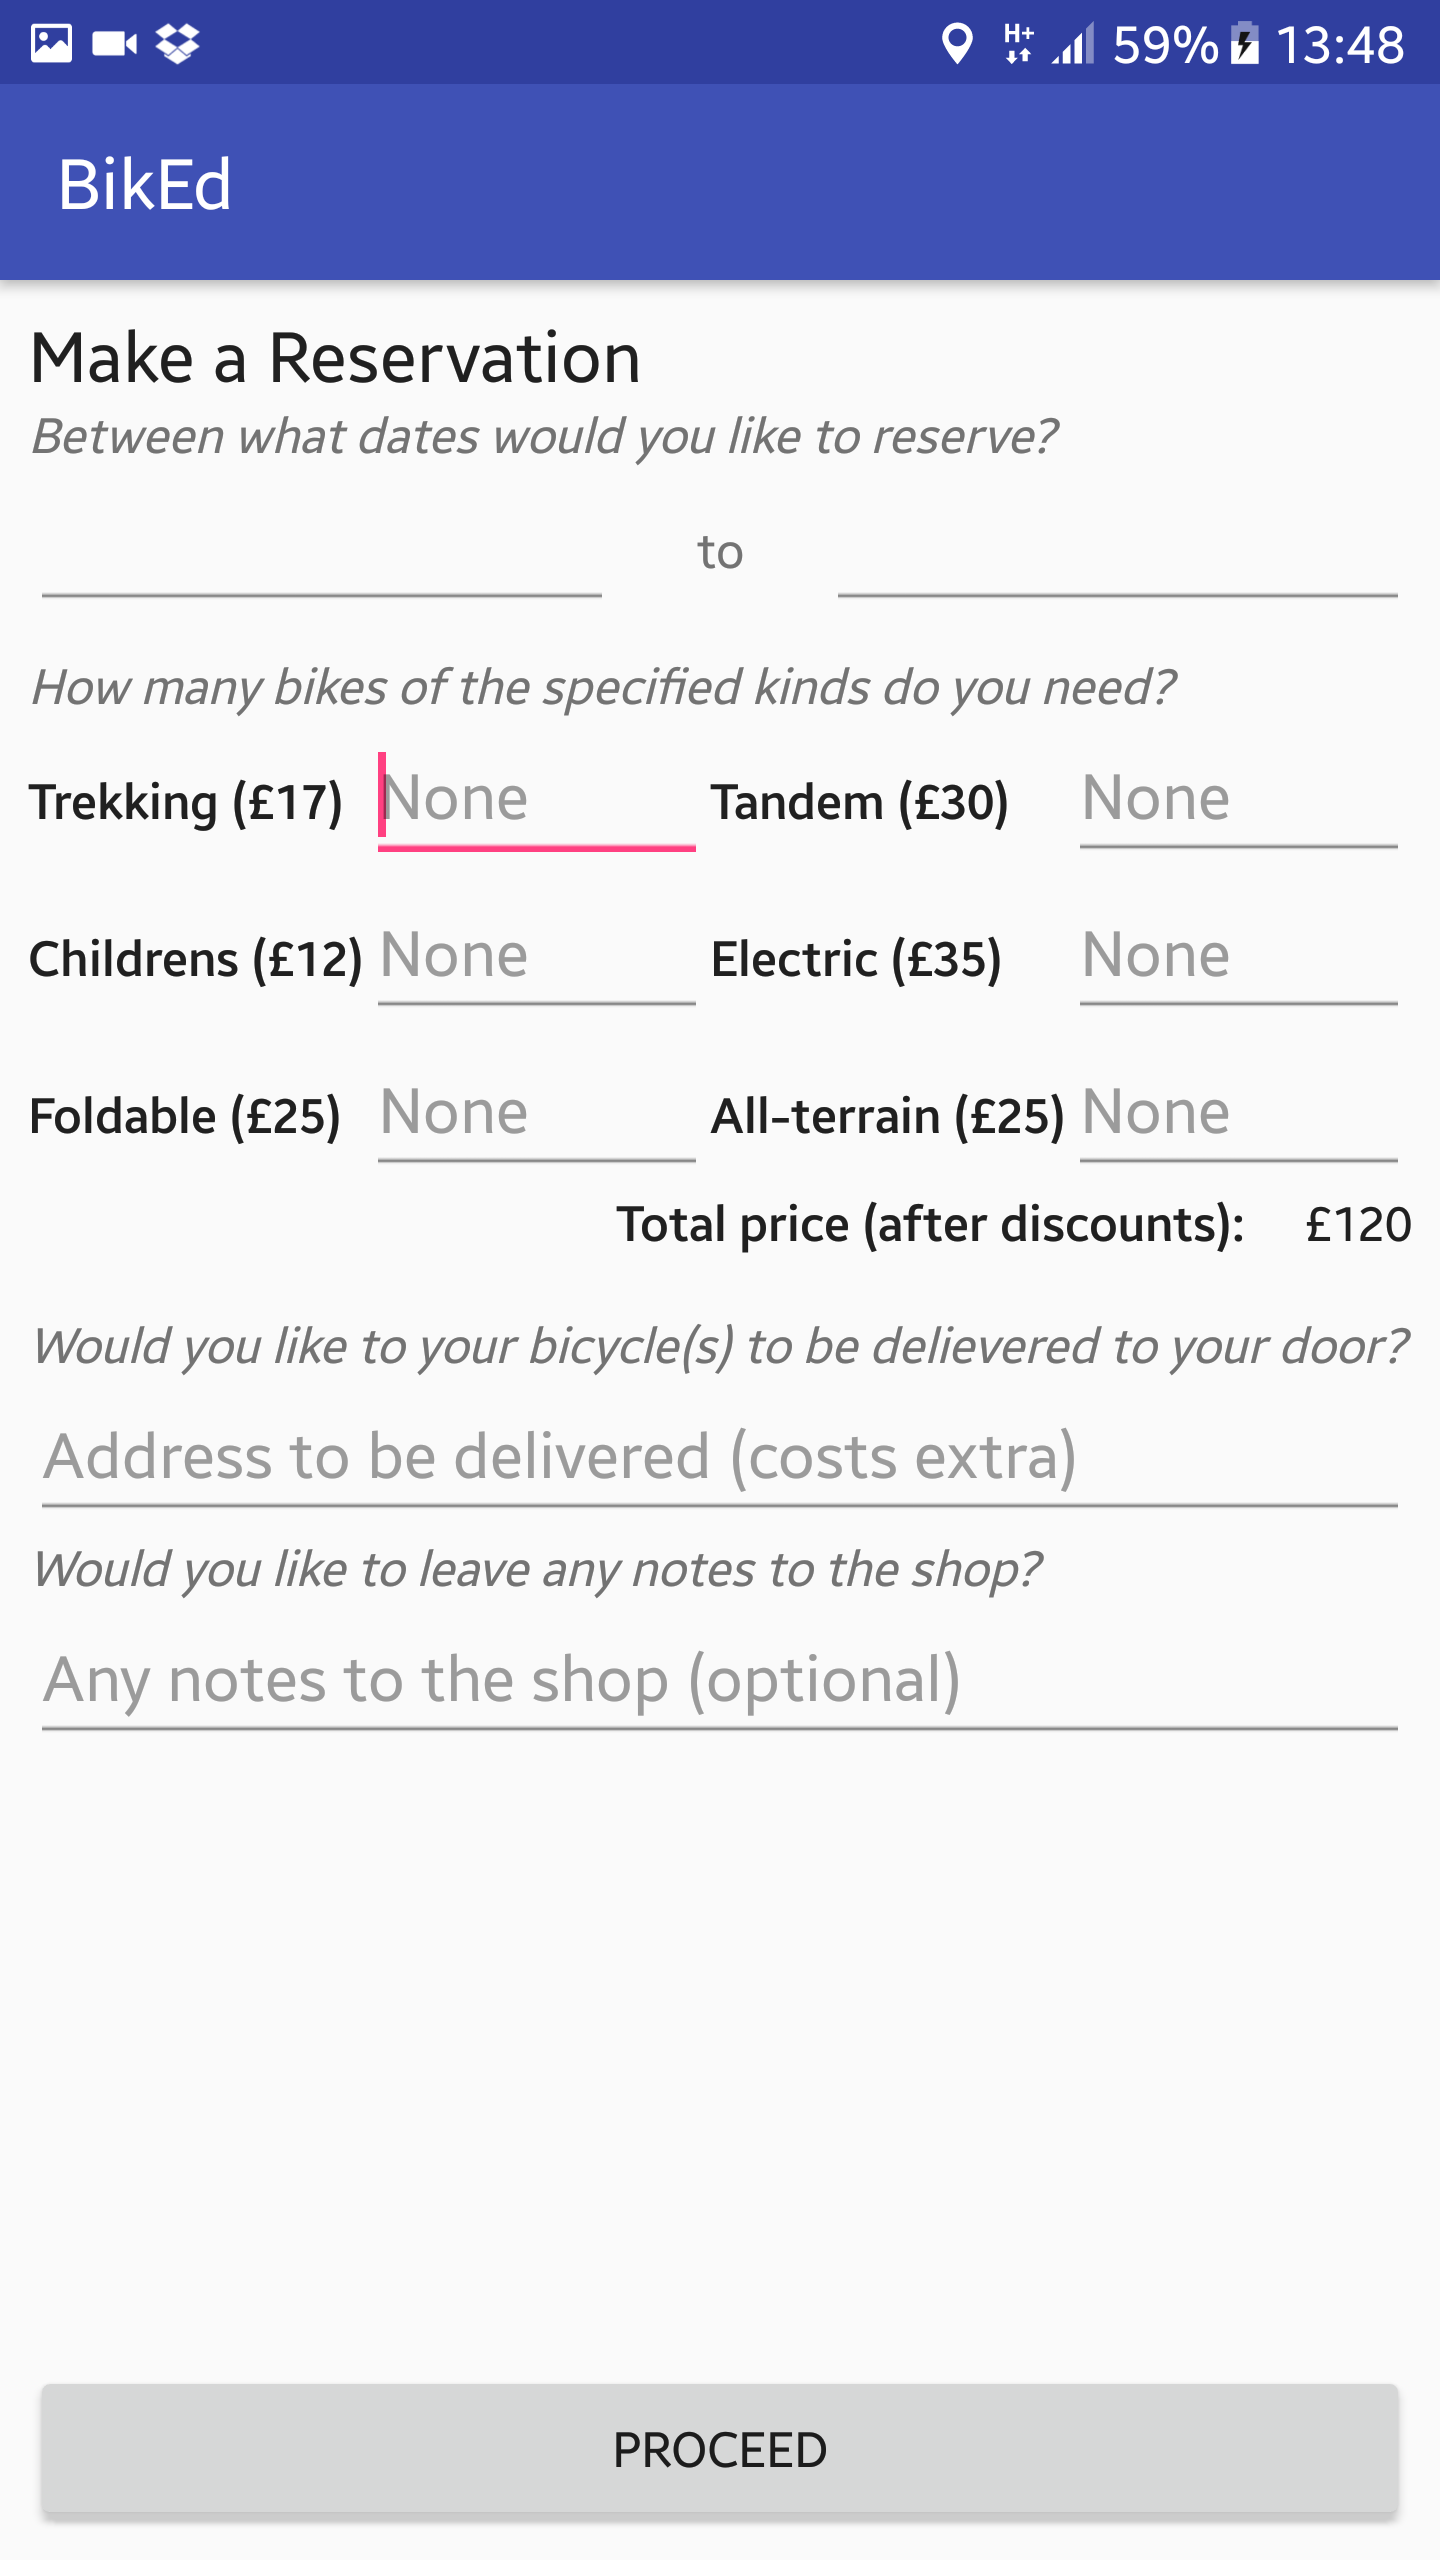 H+ 59% 13:48
BikEd
Make a Reservation
Between what dates would you like to reserve?
to
How many bikes of the specified kinds do you need?
Trekking (£17) None Tandem (£30) None
Childrens (£12) None Electric (£35) None
Foldable (£25) None All-terrain (£25) None
Total price (after discounts): £120
Would you like to your bicycle(s) to be delievered to your door?
Address to be delivered (costs extra)
Would you like to leave any notes to the shop?
Any notes to the shop (optional)
PROCEED